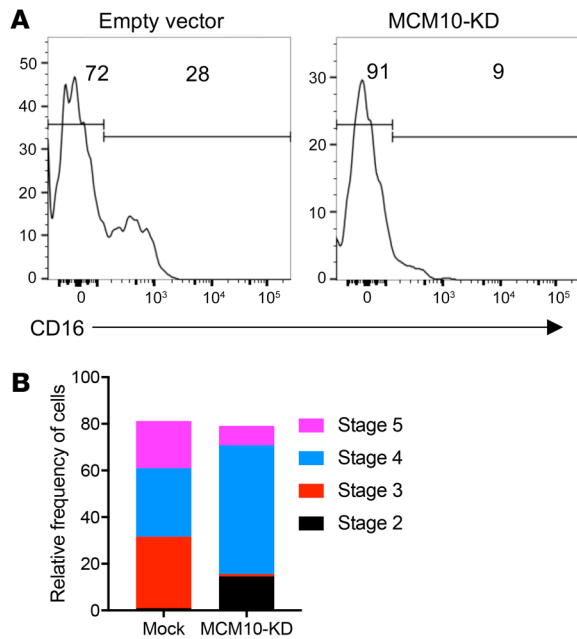 A
Empty vector
MCM10-KD
72 28
91 9
50
40
30
20
10
0
30
20
10
0
0 10³ 10⁴ 10⁵
0 10³ 10⁴ 10⁵
CD16
B
Relative frequency of cells
100
80
60
40
20
0
Mock MCM10-KD
Stage 5
Stage 4
Stage 3
Stage 2